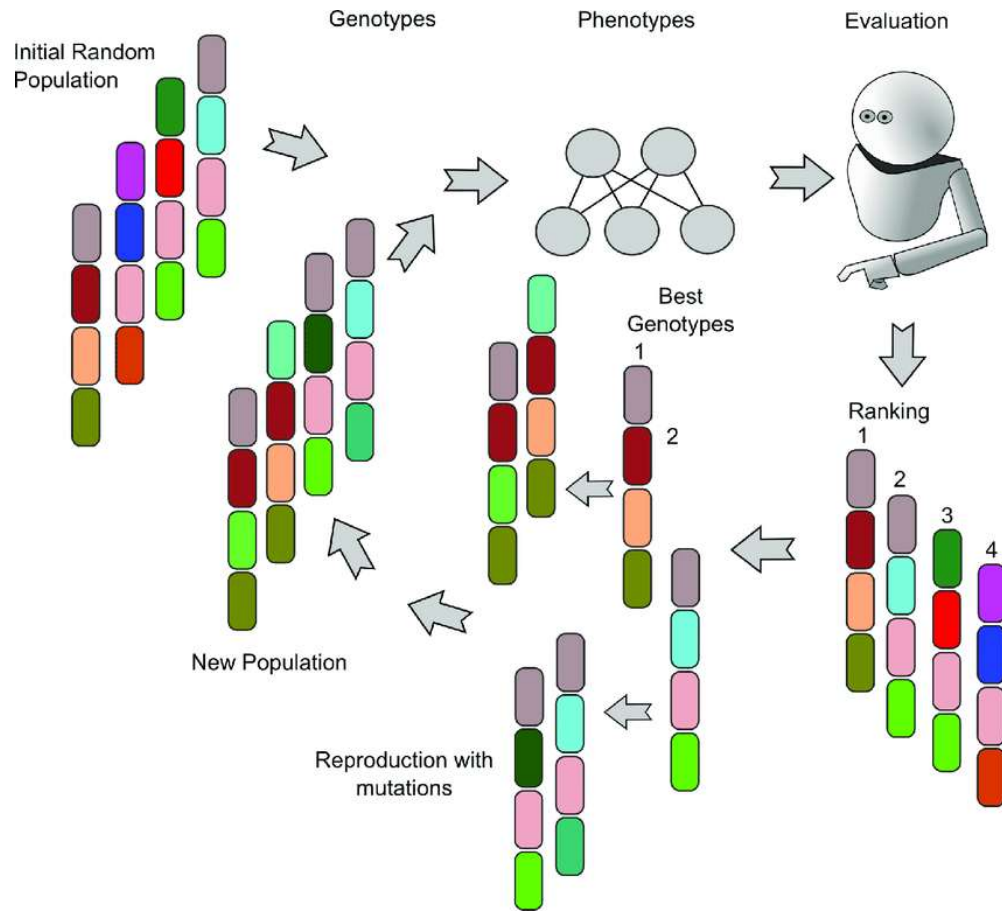 Genotypes
Phenotypes
Evaluation
Initial Random
Population
Best
Genotypes
1
2
Ranking
1
2
3
4
New Population
Reproduction with
mutations